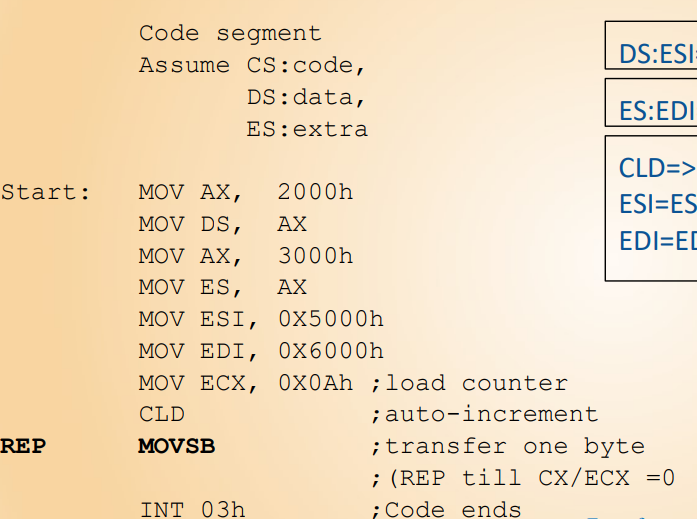 Code segment
Assume CS:code,
DS:data,
ES:extra
Start: MOV AX, 2000h
MOV DS, AX
MOV AX, 3000h
MOV ES, AX
MOV ESI, 0X5000h
MOV EDI, 0X6000h
MOV ECX, 0X0Ah ;load counter
CLD ;auto-increment
REP MOVSB ;transfer one byte
;(REP till CX/ECX =0
INT 03h ;Code ends
DS:ESI=
ES:EDI
CLD=>
ESI=ES
EDI=ED